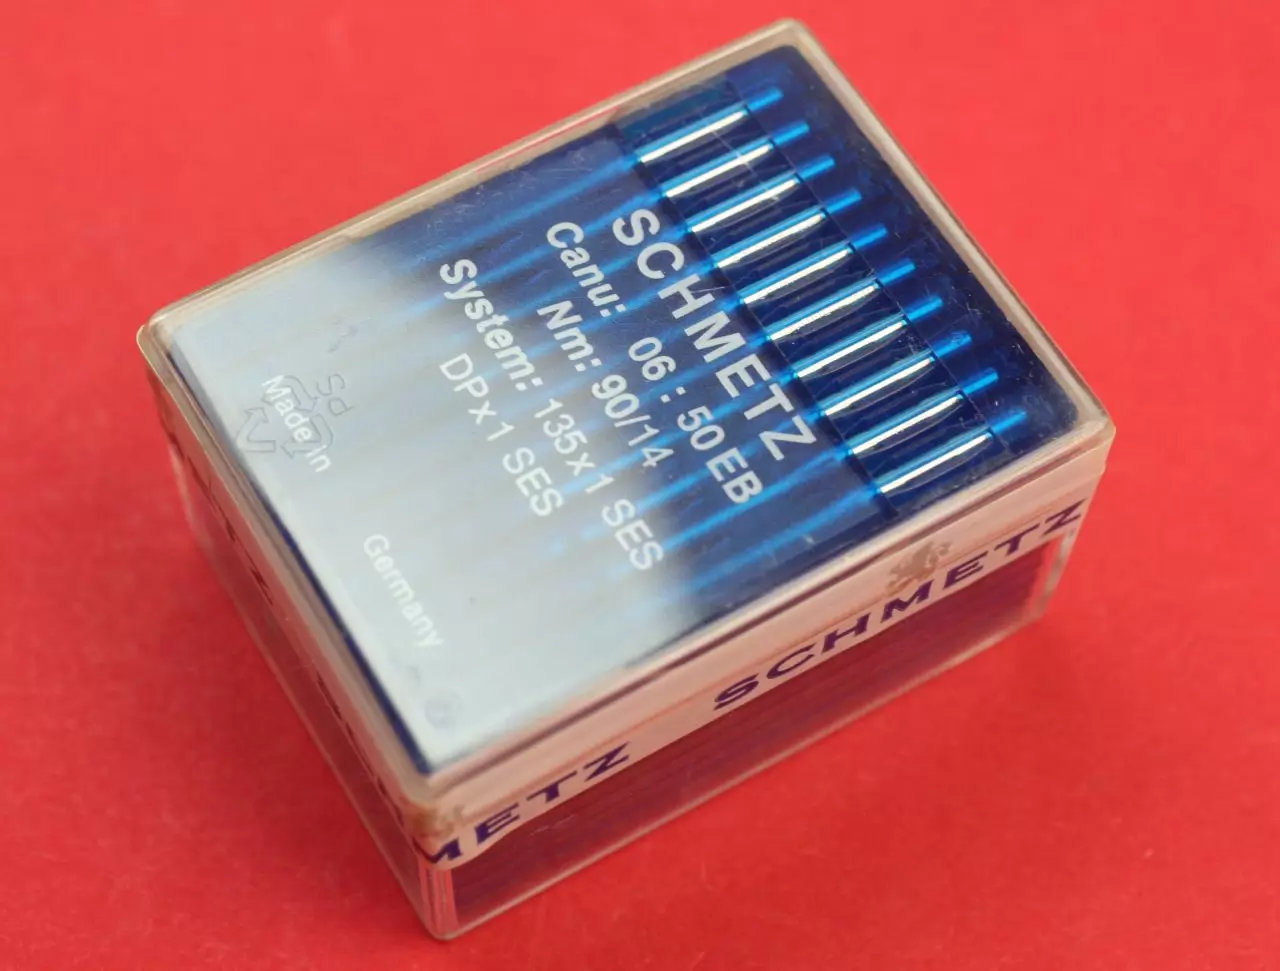 SCHMETZ
Canu: 06:50 EB
Nm: 90/14
System: 135x1 SES
DPx1 SES
Made In Germany
PS
SCHMETZ
METZ